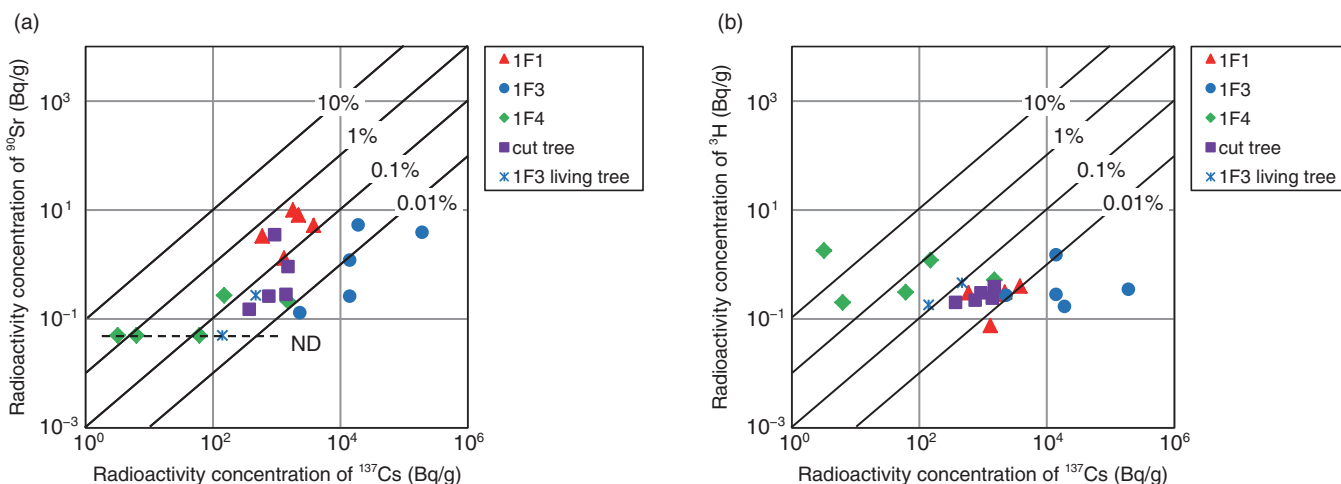 (a)
Radioactivity concentration of ⁹⁰Sr (Bq/g)
10³
10¹
10⁻¹
10⁻³
10⁰
10²
10⁴
10⁶
10%
1%
0.1%
0.01%
ND
Radioactivity concentration of ¹³⁷Cs (Bq/g)
1F1
1F3
1F4
cut tree
1F3 living tree
(b)
Radioactivity concentration of ³H (Bq/g)
10³
10¹
10⁻¹
10⁻³
10⁰
10²
10⁴
10⁶
10%
1%
0.1%
0.01%
Radioactivity concentration of ¹³⁷Cs (Bq/g)
1F1
1F3
1F4
cut tree
1F3 living tree